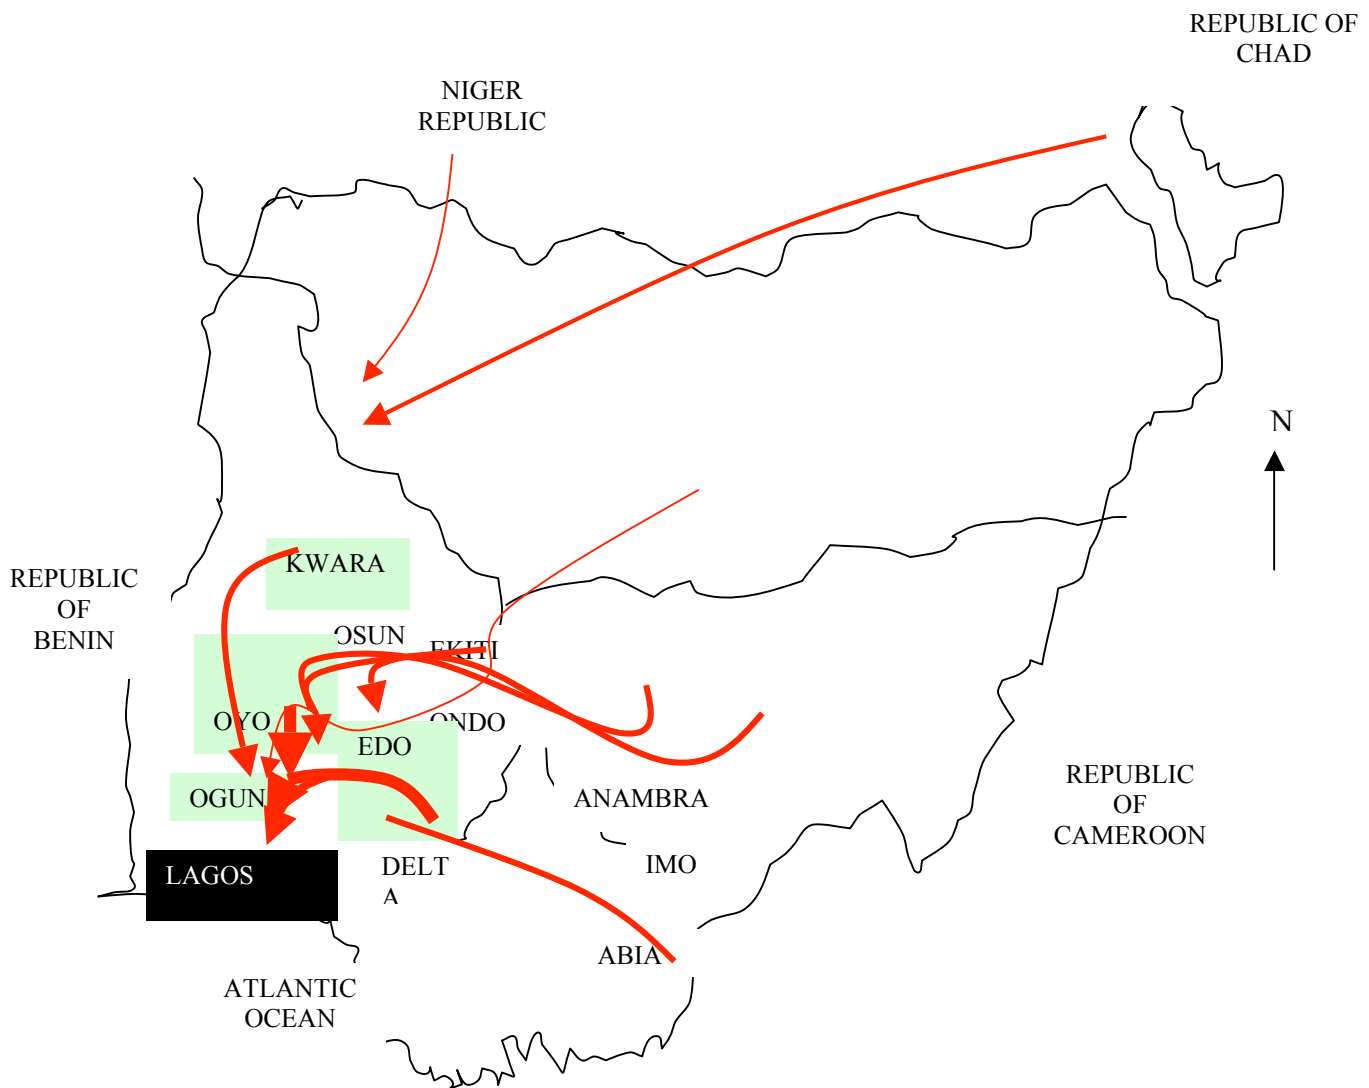 REPUBLIC OF
CHAD
NIGER
REPUBLIC
N
KWARA
REPUBLIC
OF
BENIN
OSUN
EKITI
OYO
ONDO
EDO
OGUN
ANAMBRA
REPUBLIC
OF
CAMEROON
LAGOS
DELT
A
IMO
ABIA
ATLANTIC
OCEAN